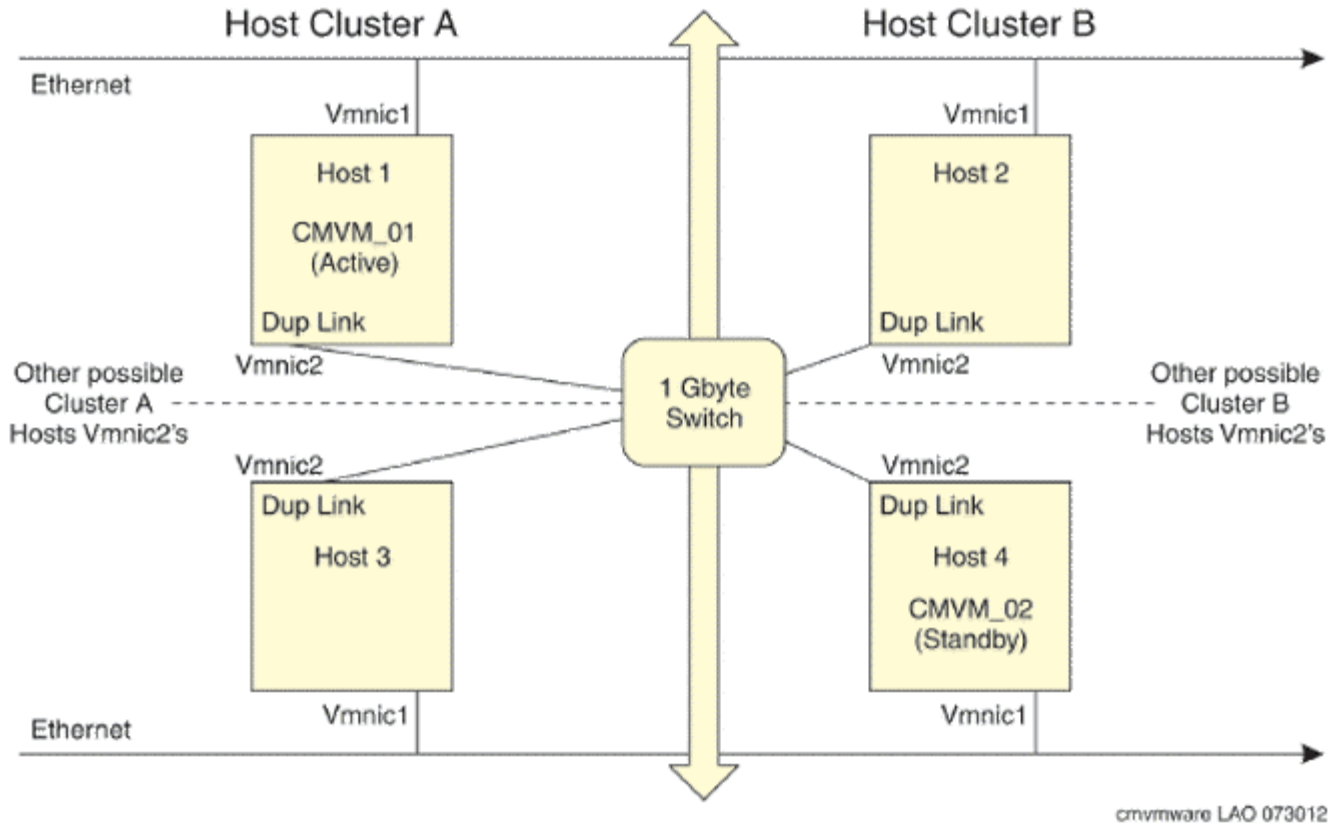 Host Cluster A
Host Cluster B
Ethernet
Vmnic1
Vmnic1
Host 1
CMVM_01
(Active)
Dup Link
Vmnic2
Host 2
Dup Link
Vmnic2
Other possible
Cluster A
Hosts Vmnic2's
1 Gbyte
Switch
Other possible
Cluster B
Hosts Vmnic2's
Vmnic2
Dup Link
Host 3
Vmnic2
Dup Link
Host 4
CMVM_02
(Standby)
Vmnic1
Vmnic1
Ethernet
cmvmware LAO 073012